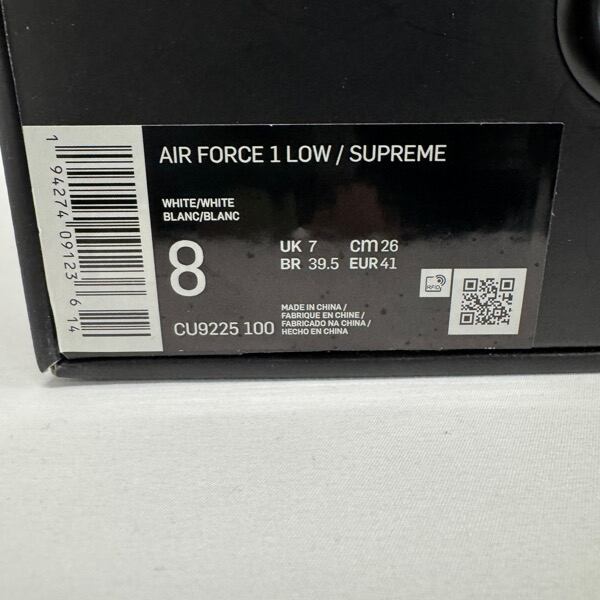 AIR FORCE 1 LOW / SUPREME
WHITE/WHITE
BLANC/BLANC
8
UK 7 cm 26
BR 39.5 EUR 41
CU9225 100
MADE IN CHINA /
FABRIQUE EN CHINE /
FABRICADO NA CHINA /
HECHO EN CHINA
RFID
1 94274 09123 6 14